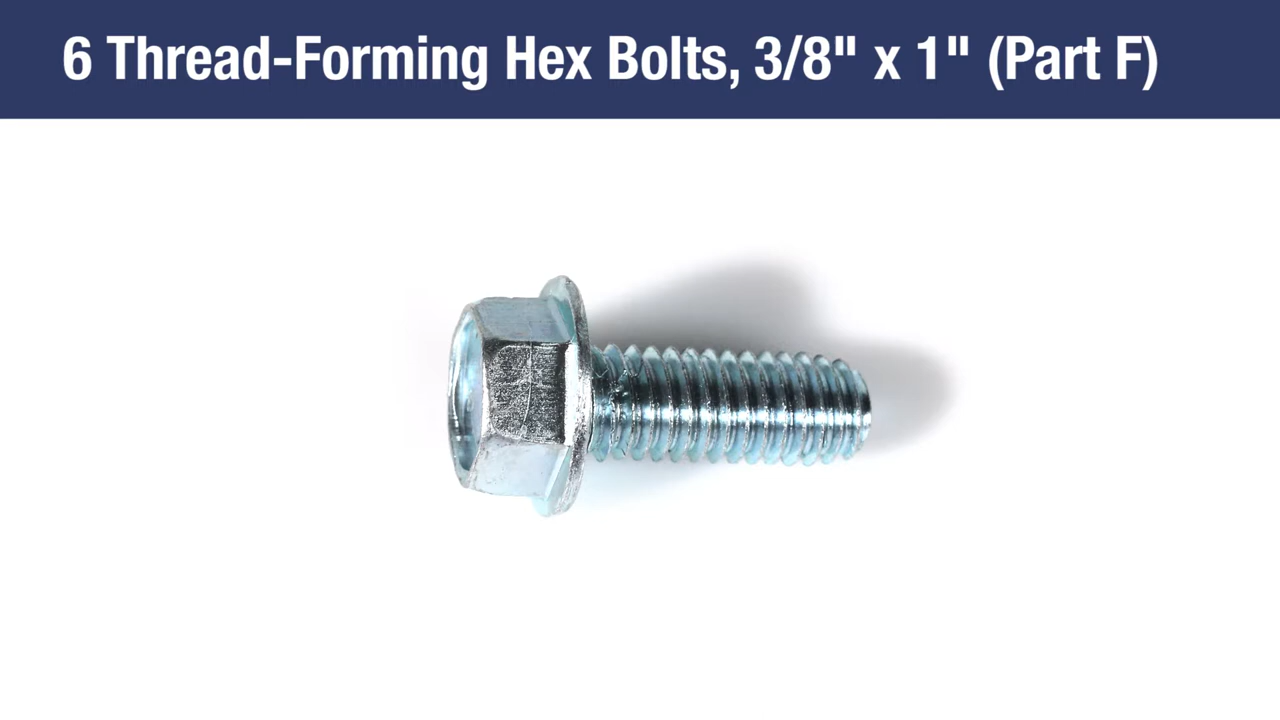 6 Thread-Forming Hex Bolts, 3/8" x 1" (Part F)